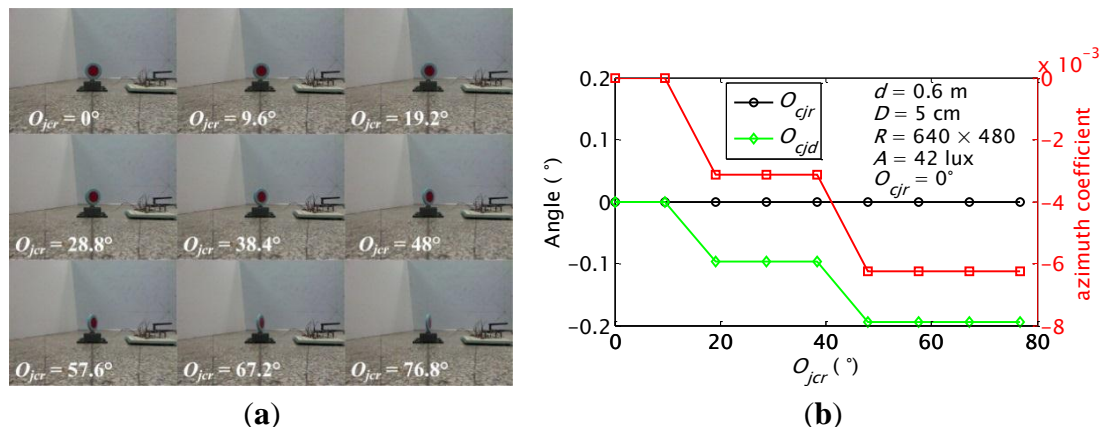 O_jcr = 0°
O_jcr = 9.6°
O_jcr = 19.2°
O_jcr = 28.8°
O_jcr = 38.4°
O_jcr = 48°
O_jcr = 57.6°
O_jcr = 67.2°
O_jcr = 76.8°
(a)
x 10^-3
0.2
0.1
0
−0.1
−0.2
Angle (°)
O_cjr
O_cjd
d = 0.6 m
D = 5 cm
R = 640 × 480
A = 42 lux
O_cjr = 0°
0
−2
−4
−6
−8
azimuth coefficient
0
20
40
60
80
O_jcr (°)
(b)